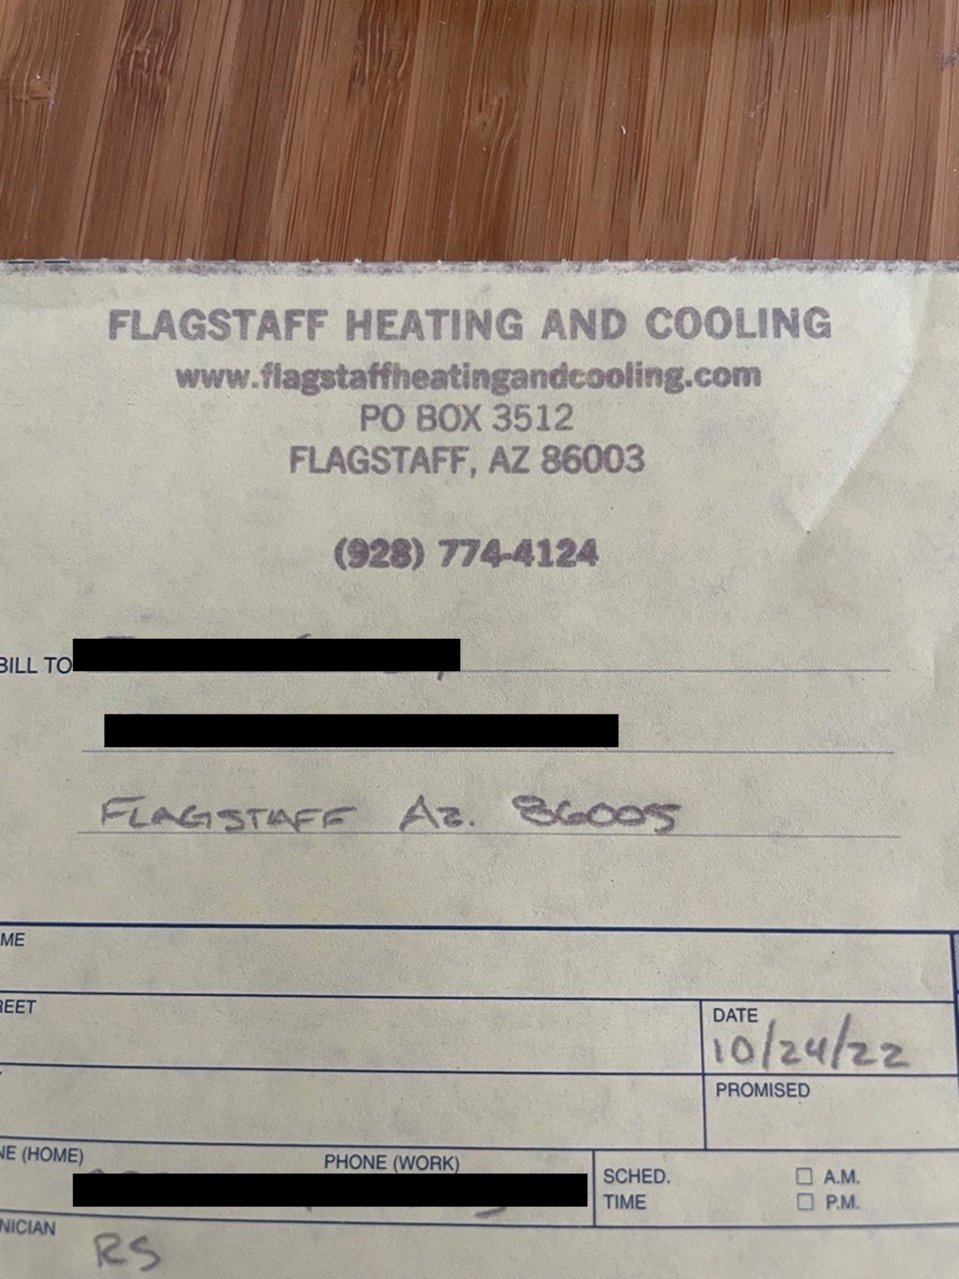 FLAGSTAFF HEATING AND COOLING
www.flagstaffheatingandcooling.com
PO BOX 3512
FLAGSTAFF, AZ 86003
(928) 774-4124
BILL TO
FLAGSTAFF AZ. 86005
ME
REET
DATE
10/24/22
PROMISED
NE (HOME) PHONE (WORK)
SCHED. TIME
☐ A.M.
☐ P.M.
NICIAN
RS